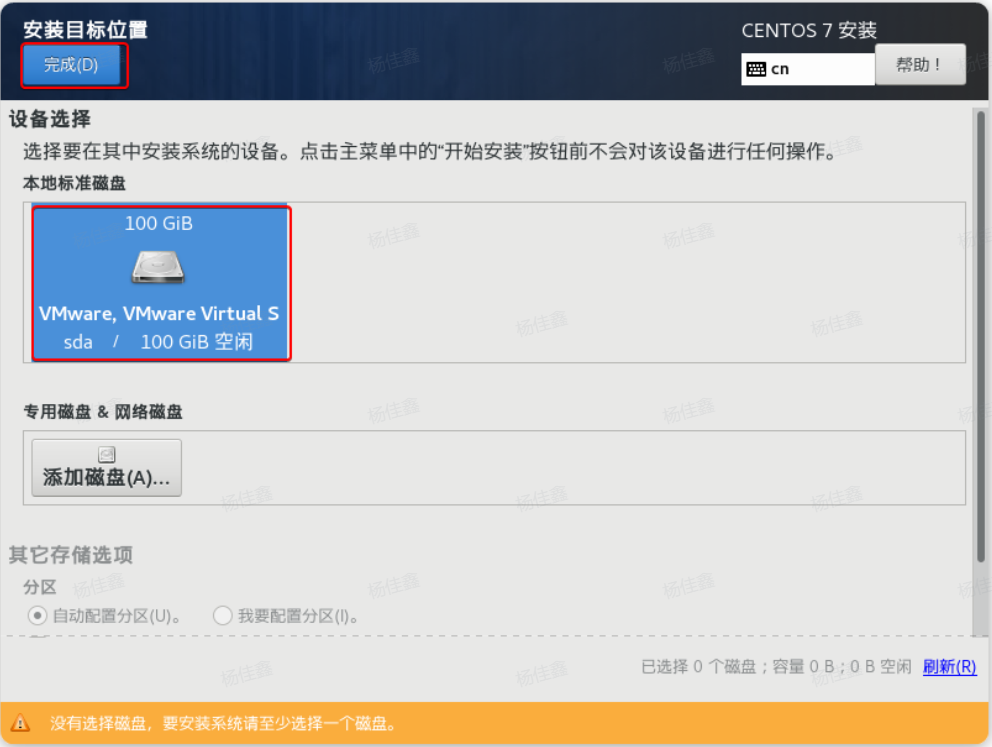 安装目标位置
CENTOS 7 安装
完成(D)
cn
帮助！
设备选择
选择要在其中安装系统的设备。点击主菜单中的“开始安装”按钮前不会对该设备进行任何操作。
本地标准磁盘
100 GiB
VMware, VMware Virtual S
sda / 100 GiB 空闲
专用磁盘 & 网络磁盘
添加磁盘(A)...
其它存储选项
分区
自动配置分区(U)。 我要配置分区(I)。
已选择 0 个磁盘；容量 0 B；0 B 空闲 刷新(R)
没有选择磁盘，要安装系统请至少选择一个磁盘。
杨佳鑫